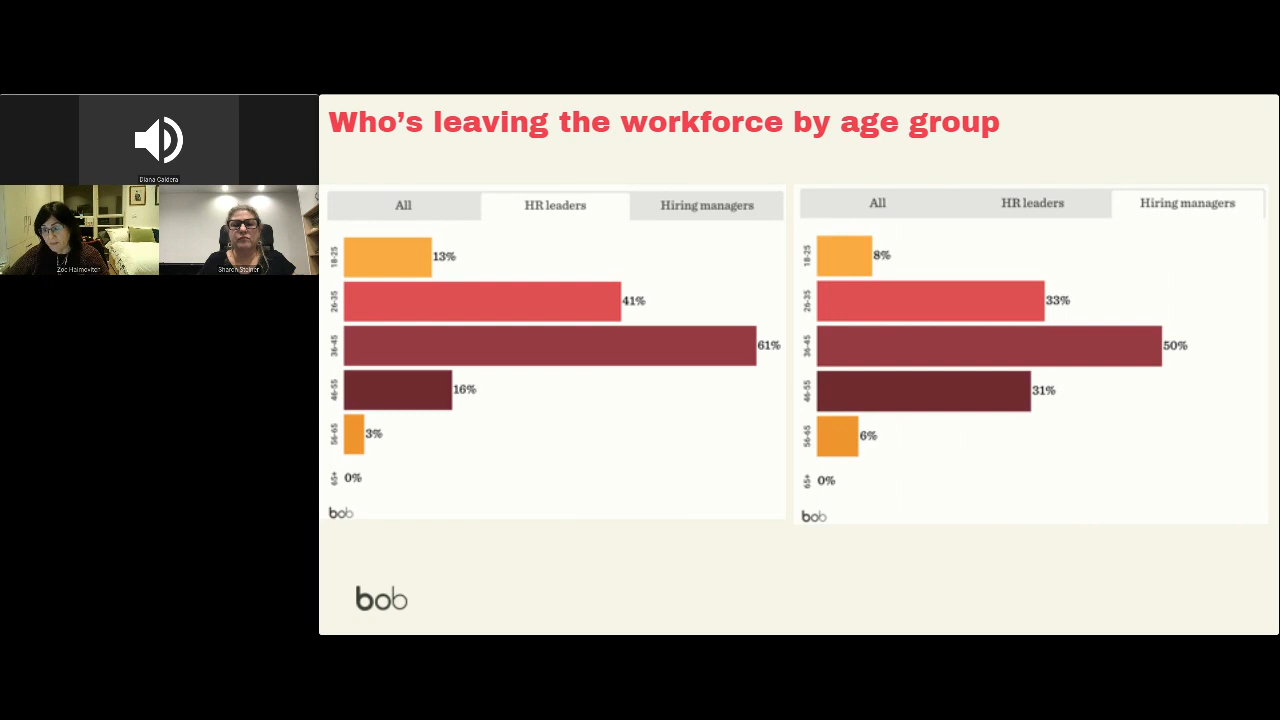 Diana Caldera
Zoe Haimovitch
Sharon Steiner
Who's leaving the workforce by age group
All
HR leaders
Hiring managers
18-25
13%
26-35
41%
36-45
61%
46-55
16%
56-65
3%
65+
0%
bob
All
HR leaders
Hiring managers
18-25
8%
26-35
33%
36-45
50%
46-55
31%
56-65
6%
65+
0%
bob
bob